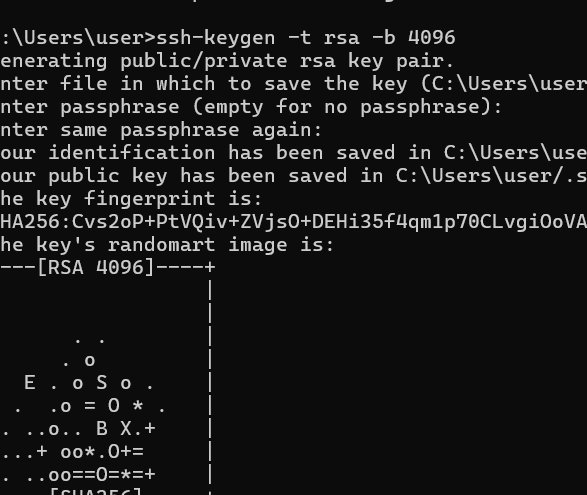 :\Users\user>ssh-keygen -t rsa -b 4096
enerating public/private rsa key pair.
nter file in which to save the key (C:\Users\user
nter passphrase (empty for no passphrase):
nter same passphrase again:
our identification has been saved in C:\Users\use
our public key has been saved in C:\Users\user/.s
he key fingerprint is:
HA256:Cvs2oP+PtVQiv+ZVjsO+DEHi35f4qm1p70CLvgiOoVA
he key's randomart image is:
---[RSA 4096]----+
                 |
                 |
      . .        |
     . o         |
  E . o S o .    |
 .  .o = O * .   |
. ..o.. B X.+    |
...+ oo*.O+=     |
. ..oo==O=*=+    |
----[SHA256]-----+